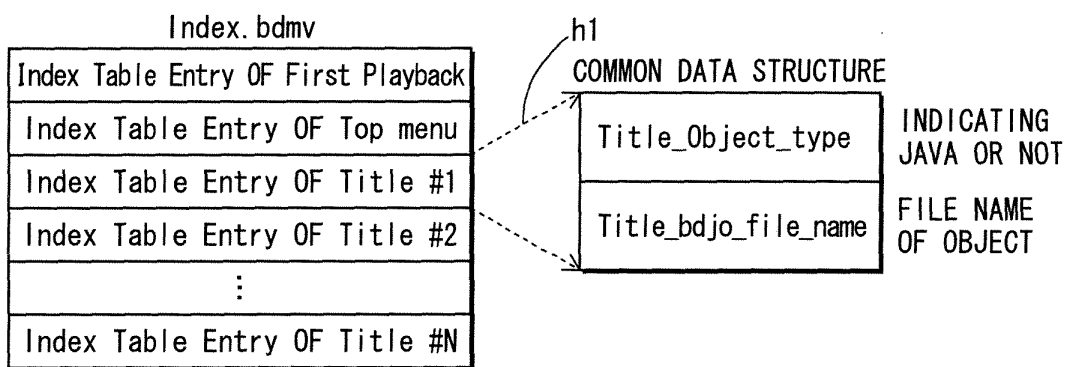 Index.bdmv
Index Table Entry OF First Playback
Index Table Entry OF Top menu
Index Table Entry OF Title #1
Index Table Entry OF Title #2
⋮
Index Table Entry OF Title #N
h1
COMMON DATA STRUCTURE
Title_Object_type
INDICATING
JAVA OR NOT
Title_bdjo_file_name
FILE NAME
OF OBJECT